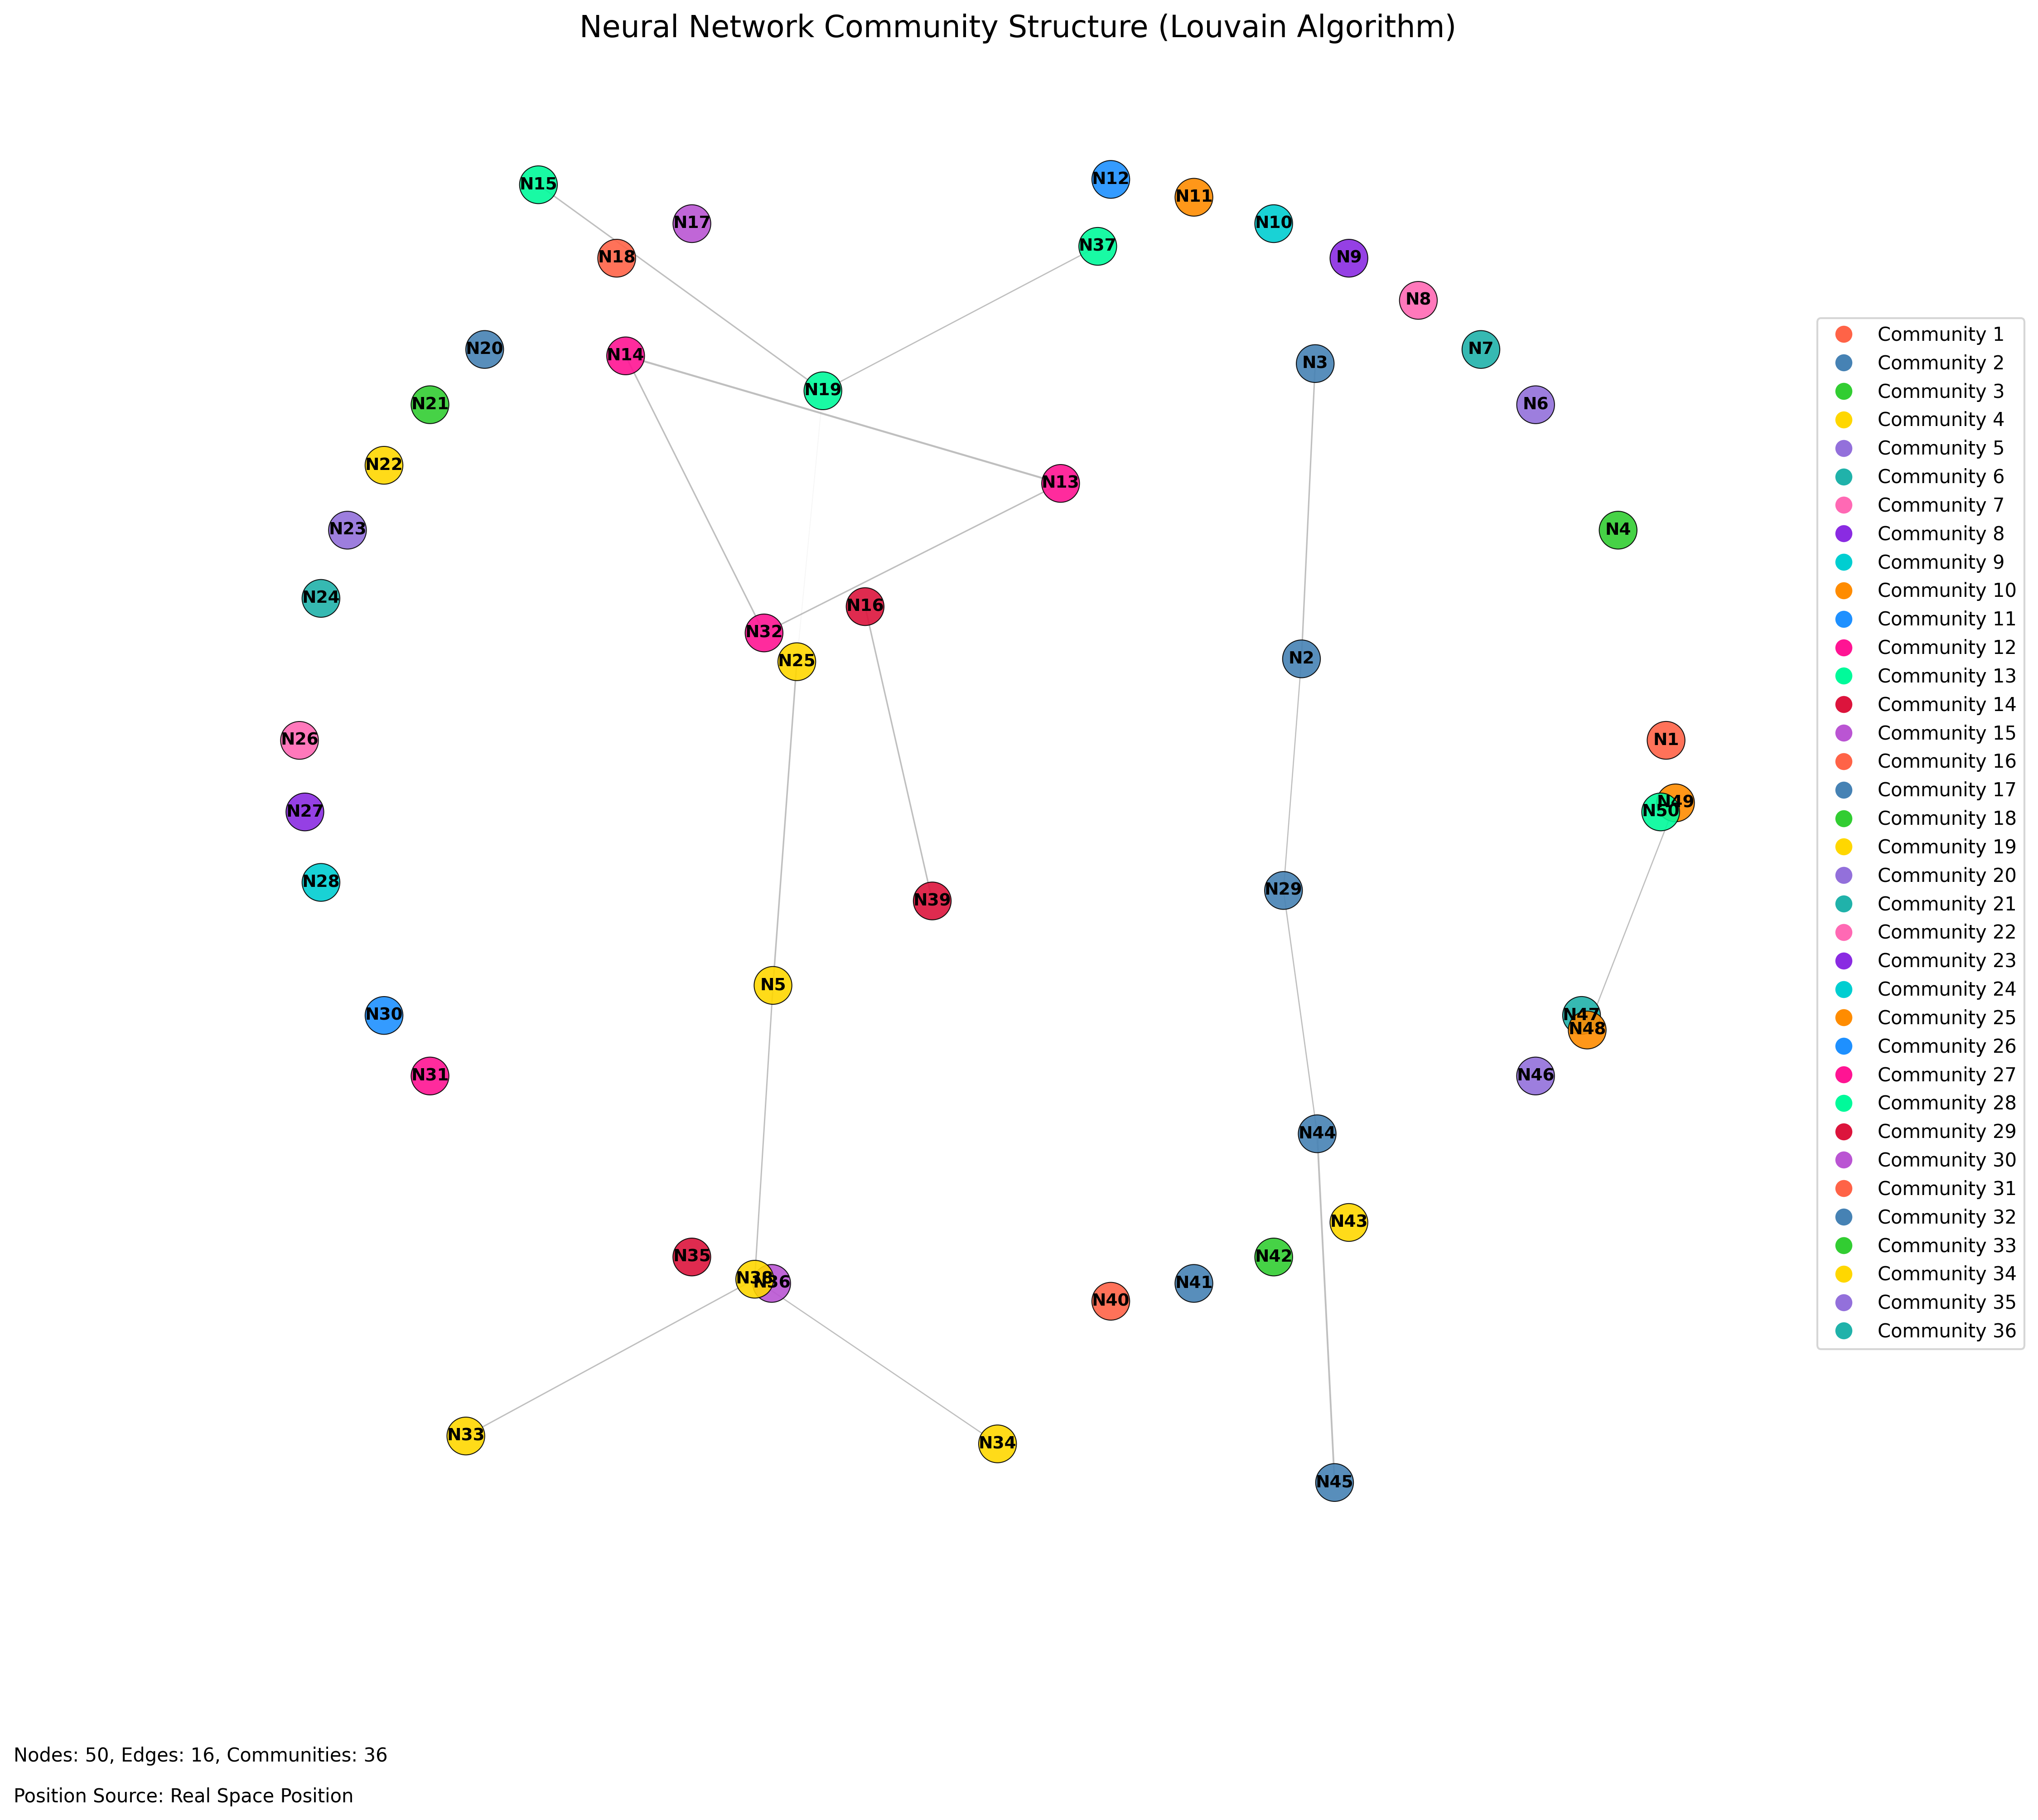 Neural Network Community Structure (Louvain Algorithm)
N12
N15
N11
N17
N10
N37
N18
N9
N8
N20
N7
N14
N3
N19
N21
N6
N22
N13
N23
N4
N24
N16
N32
N2
N25
N26
N1
N49
N50
N27
N28
N29
N39
N5
N30
N47
N48
N31
N46
N44
N43
N35
N42
N38
N36
N41
N40
N33
N34
N45
Community 1
Community 2
Community 3
Community 4
Community 5
Community 6
Community 7
Community 8
Community 9
Community 10
Community 11
Community 12
Community 13
Community 14
Community 15
Community 16
Community 17
Community 18
Community 19
Community 20
Community 21
Community 22
Community 23
Community 24
Community 25
Community 26
Community 27
Community 28
Community 29
Community 30
Community 31
Community 32
Community 33
Community 34
Community 35
Community 36
Nodes: 50, Edges: 16, Communities: 36
Position Source: Real Space Position